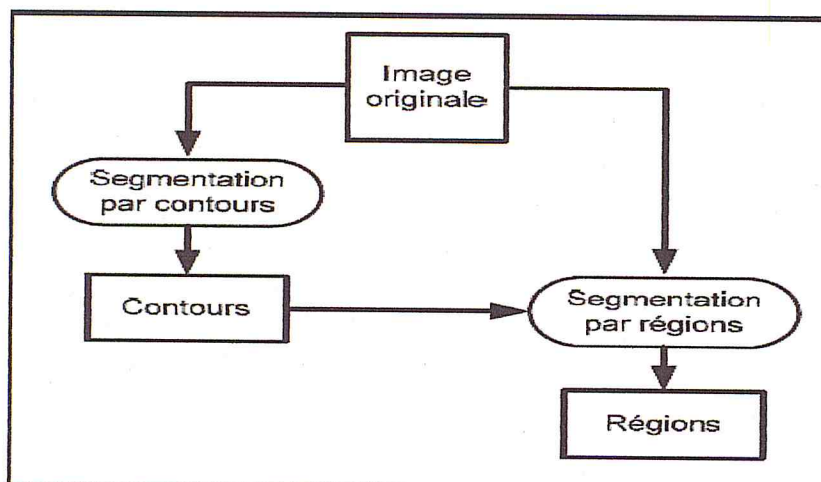 Image
originale
Segmentation
par contours
Contours
Segmentation
par régions
Régions